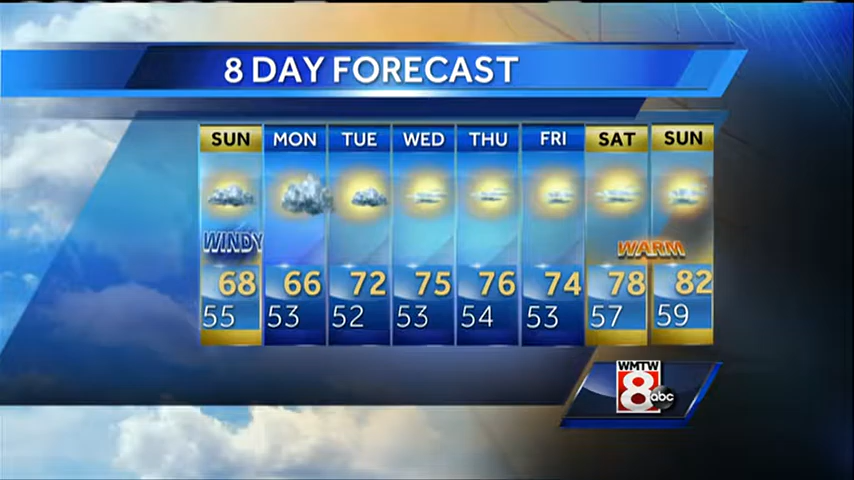 8 DAY FORECAST
SUN MON TUE WED THU FRI SAT SUN
WINDY WARM
68 66 72 75 76 74 78 82
55 53 52 53 54 53 57 59
WMTW
8 abc